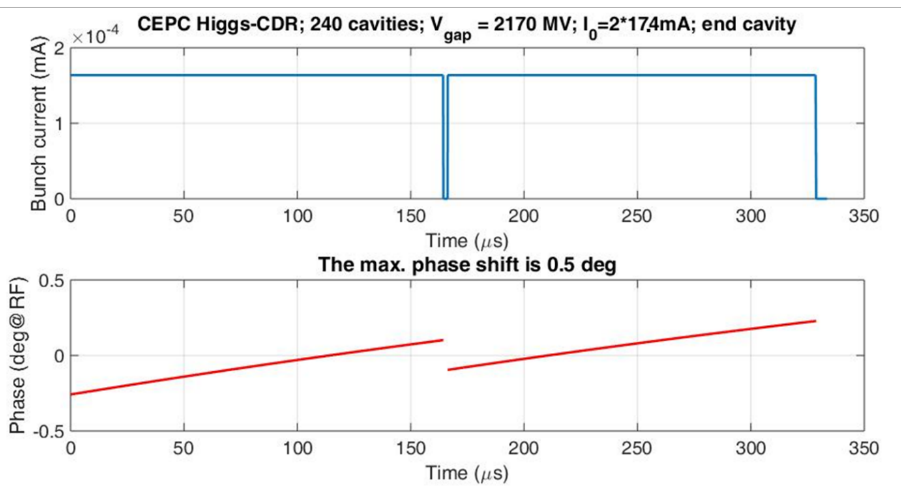 CEPC Higgs-CDR; 240 cavities; V_gap = 2170 MV; I_0=2*17.4mA; end cavity
×10⁻⁴
2
1
0
Bunch current (mA)
0 50 100 150 200 250 300 350
Time (μs)
The max. phase shift is 0.5 deg
0.5
0
-0.5
Phase (deg@RF)
0 50 100 150 200 250 300 350
Time (μs)